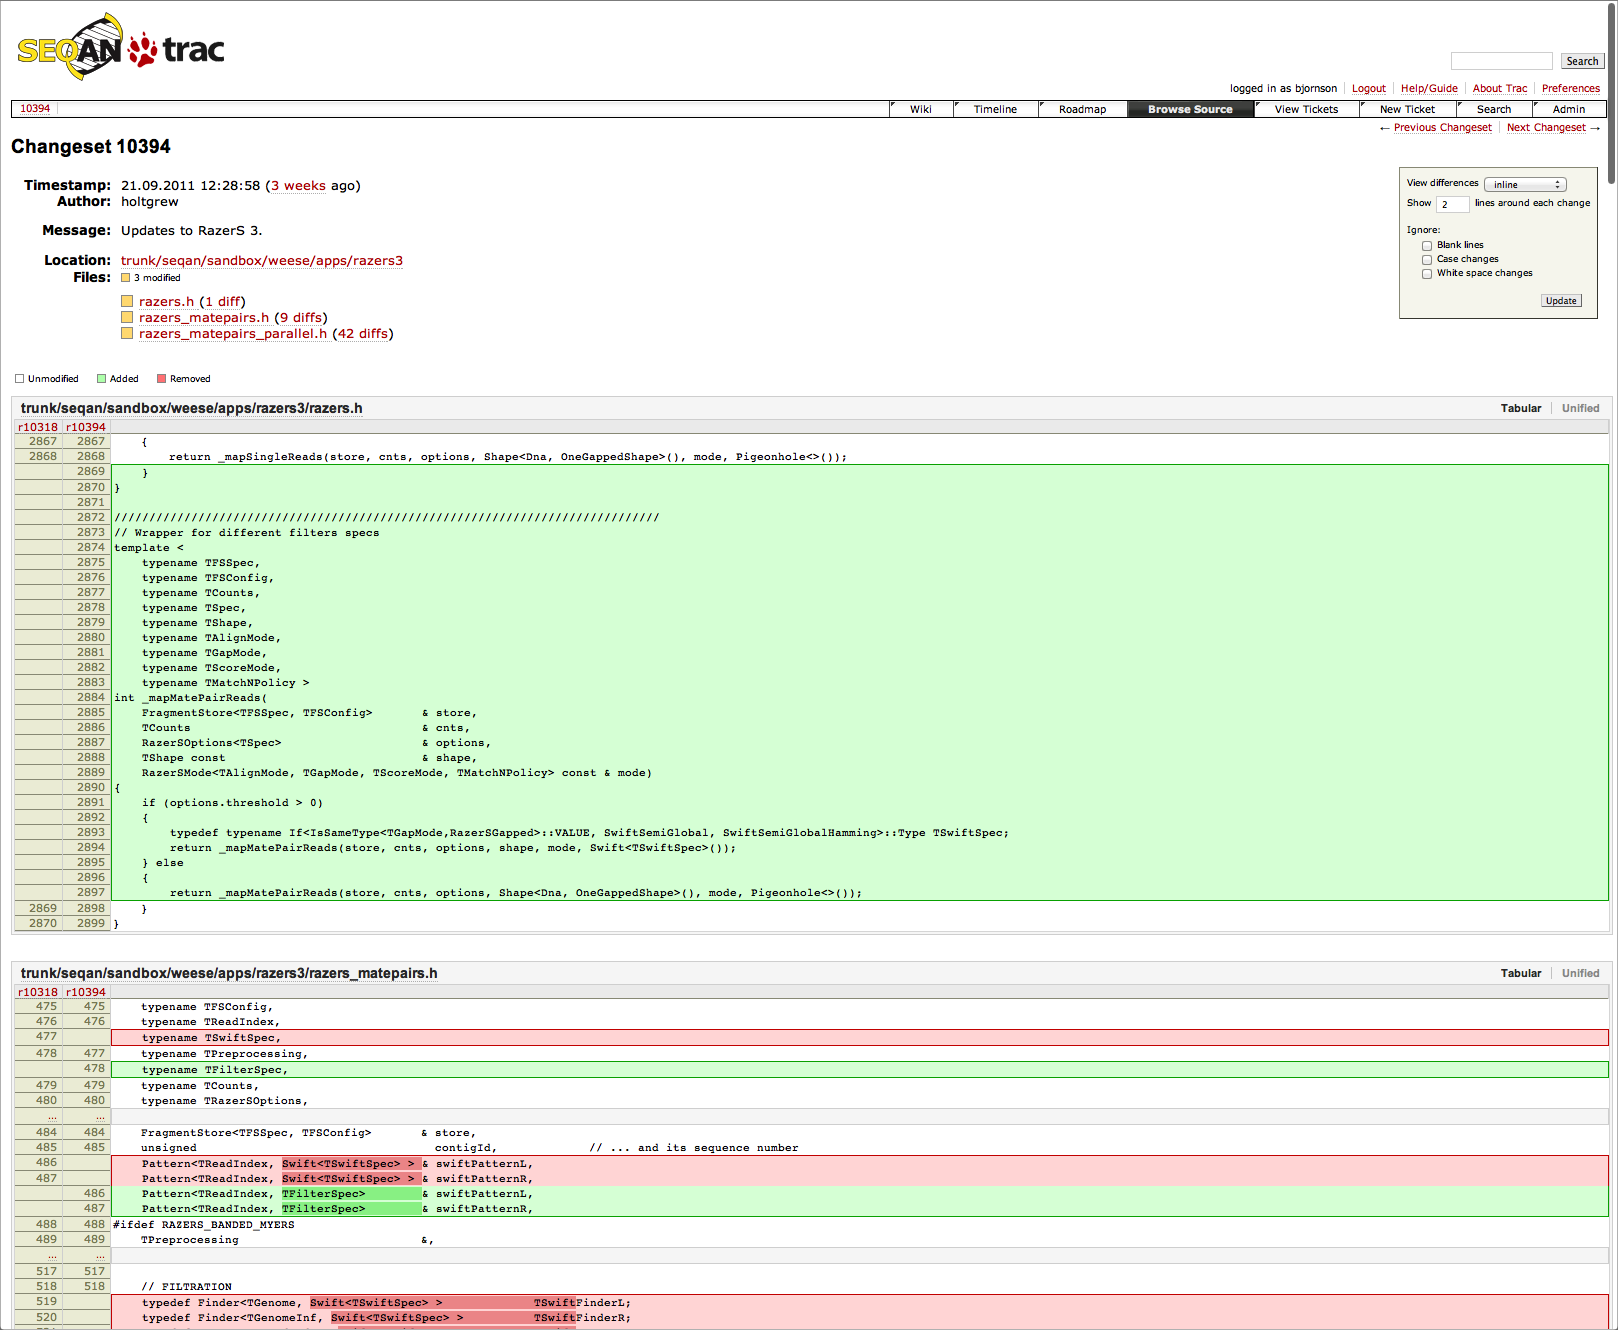 SEQAN trac
Search
logged in as bjornson Logout Help/Guide About Trac Preferences
10394 Wiki Timeline Roadmap Browse Source View Tickets New Ticket Search Admin
← Previous Changeset Next Changeset →
Changeset 10394
Timestamp: 21.09.2011 12:28:58 (3 weeks ago)
Author: holtgrew
Message: Updates to RazerS 3.
Location: trunk/seqan/sandbox/weese/apps/razers3
Files: 3 modified
razers.h (1 diff)
razers_matepairs.h (9 diffs)
razers_matepairs_parallel.h (42 diffs)
View differences inline
Show 2 lines around each change
Ignore:
Blank lines
Case changes
White space changes
Update
Unmodified Added Removed
trunk/seqan/sandbox/weese/apps/razers3/razers.h Tabular Unified
r10318 r10394
2867 2867 {
2868 2868 return _mapSingleReads(store, cnts, options, Shape<Dna, OneGappedShape>(), mode, Pigeonhole<>());
2869 }
2870 }
2871
2872 //////////////////////////////////////////////////////////////////////////////
2873 // Wrapper for different filters specs
2874 template <
2875 typename TFSSpec,
2876 typename TFSConfig,
2877 typename TCounts,
2878 typename TSpec,
2879 typename TShape,
2880 typename TAlignMode,
2881 typename TGapMode,
2882 typename TScoreMode,
2883 typename TMatchNPolicy >
2884 int _mapMatePairReads(
2885 FragmentStore<TFSSpec, TFSConfig> & store,
2886 TCounts & cnts,
2887 RazerSOptions<TSpec> & options,
2888 TShape const & shape,
2889 RazerSMode<TAlignMode, TGapMode, TScoreMode, TMatchNPolicy> const & mode)
2890 {
2891 if (options.threshold > 0)
2892 {
2893 typedef typename If<IsSameType<TGapMode,RazerSGapped>::VALUE, SwiftSemiGlobal, SwiftSemiGlobalHamming>::Type TSwiftSpec;
2894 return _mapMatePairReads(store, cnts, options, shape, mode, Swift<TSwiftSpec>());
2895 } else
2896 {
2897 return _mapMatePairReads(store, cnts, options, Shape<Dna, OneGappedShape>(), mode, Pigeonhole<>());
2869 2898 }
2870 2899 }
trunk/seqan/sandbox/weese/apps/razers3/razers_matepairs.h Tabular Unified
r10318 r10394
475 475 typename TFSConfig,
476 476 typename TReadIndex,
477 typename TSwiftSpec,
478 477 typename TPreprocessing,
478 typename TFilterSpec,
479 479 typename TCounts,
480 480 typename TRazerSOptions,
... ...
484 484 FragmentStore<TFSSpec, TFSConfig> & store,
485 485 unsigned contigId, // ... and its sequence number
486 Pattern<TReadIndex, Swift<TSwiftSpec> > & swiftPatternL,
487 Pattern<TReadIndex, Swift<TSwiftSpec> > & swiftPatternR,
486 Pattern<TReadIndex, TFilterSpec> & swiftPatternL,
487 Pattern<TReadIndex, TFilterSpec> & swiftPatternR,
488 488 #ifdef RAZERS_BANDED_MYERS
489 489 TPreprocessing &,
... ...
517 517
518 518 // FILTRATION
519 typedef Finder<TGenome, Swift<TSwiftSpec> > TSwiftFinderL;
520 typedef Finder<TGenomeInf, Swift<TSwiftSpec> > TSwiftFinderR;